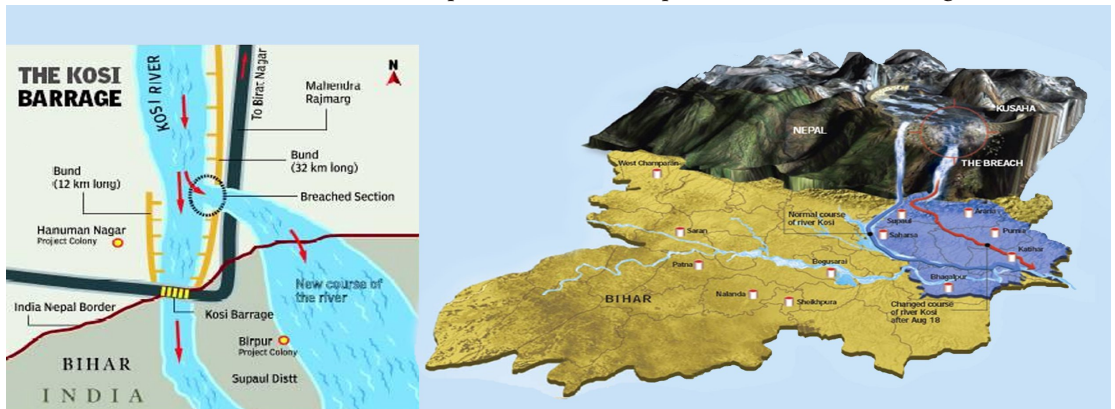 THE KOSI
BARRAGE
KOSI RIVER
To Birat Nagar
N
Mahendra
Rajmarg
Bund
(32 km long)
Bund
(12 km long)
Breached Section
Hanuman Nagar
Project Colony
New course of
the river
India Nepal Border
Kosi Barrage
Birpur
Project Colony
BIHAR
INDIA
Supaul Distt
NEPAL
KUSAHA
THE BREACH
West Champaran
Normal course
of river Kosi
Supaul
Araria
Saran
Saharsa
Purnia
Katihar
Patna
Begusarai
Bhagalpur
BIHAR
Nalanda
Sheikhpura
Changed course
of river Kosi
after Aug 18